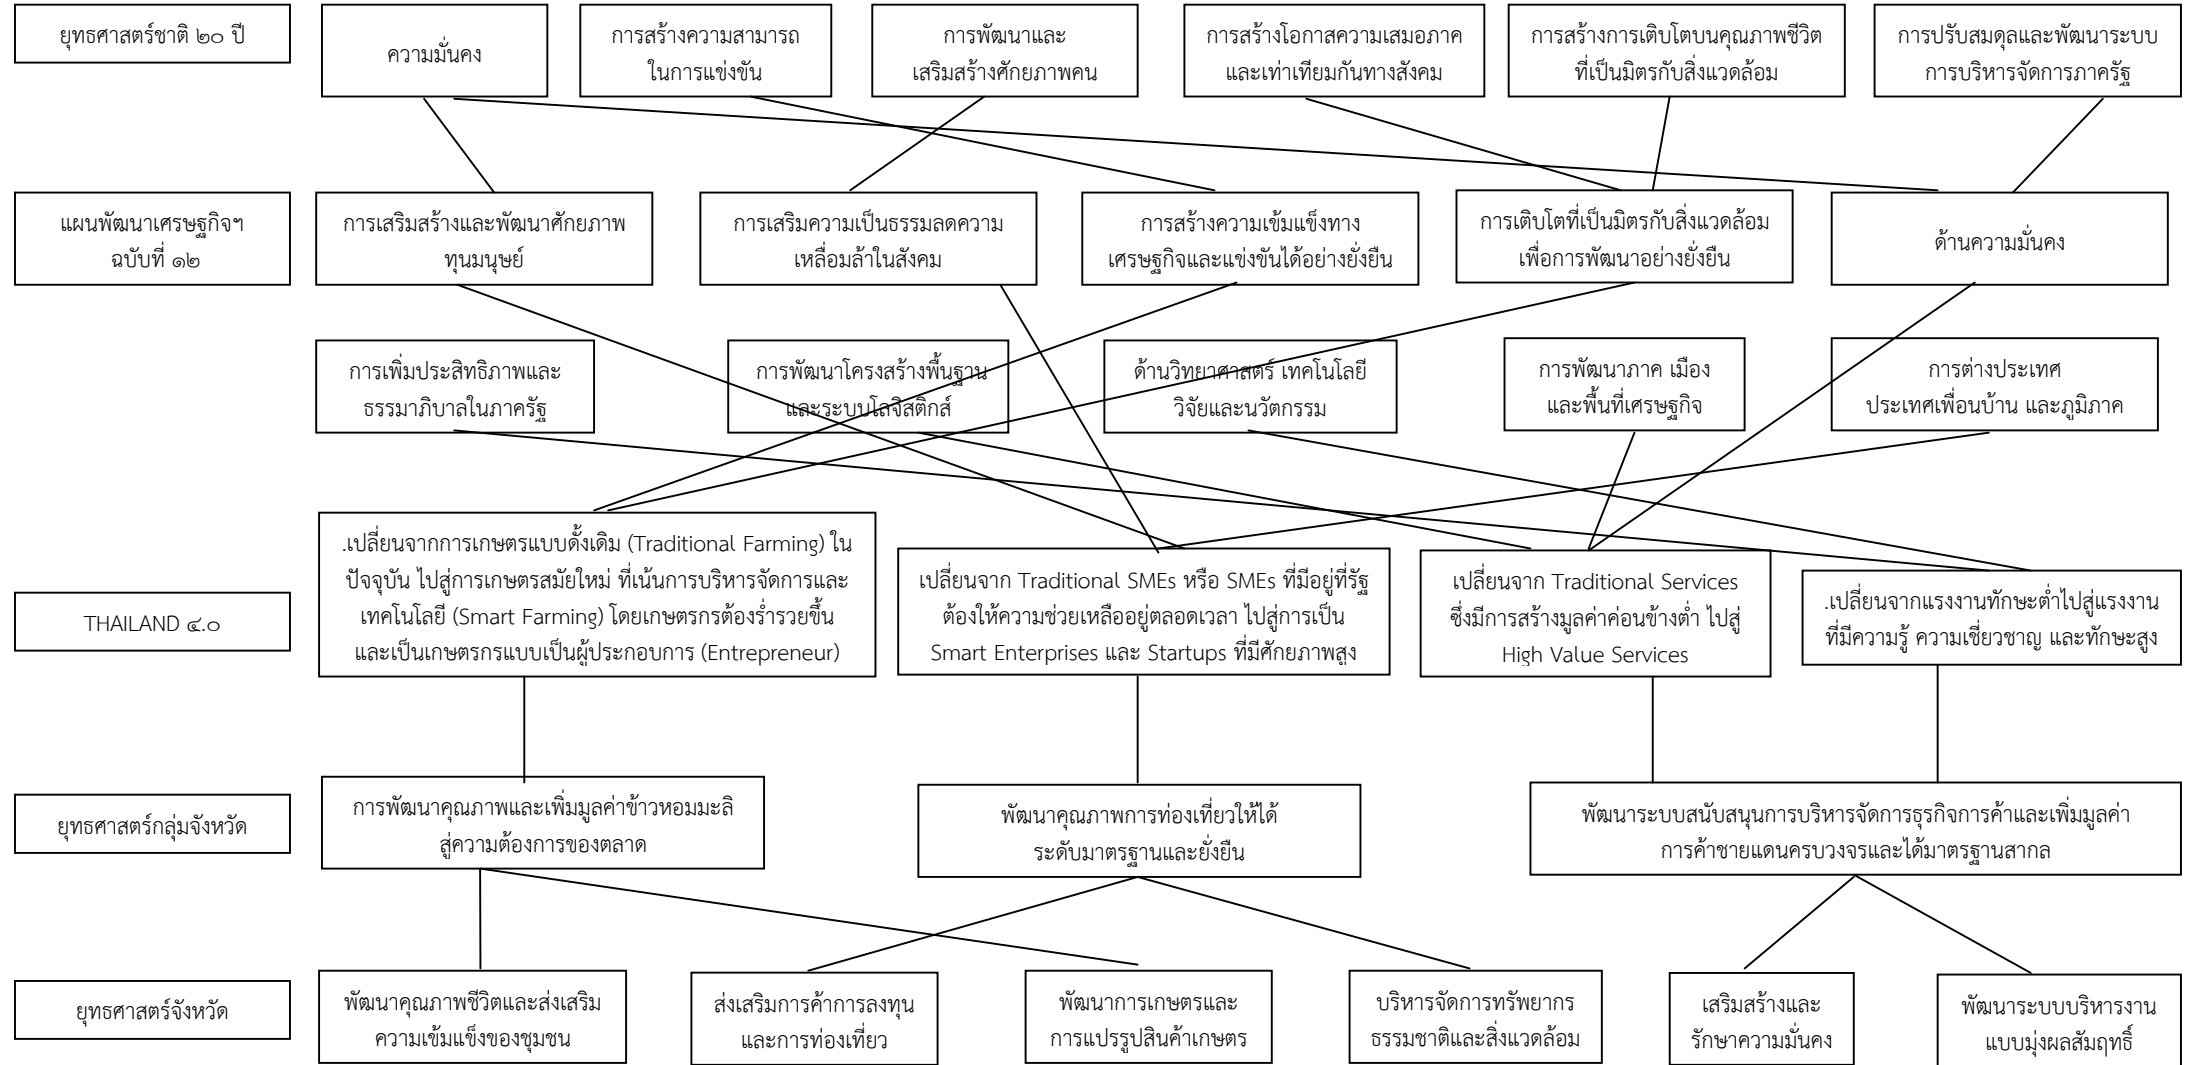 ยุทธศาสตร์ชาติ ๒๐ ปี
ความมั่นคง
การสร้างความสามารถ
ในการแข่งขัน
การพัฒนาและ
เสริมสร้างศักยภาพคน
การสร้างโอกาสความเสมอภาค
และเท่าเทียมกันทางสังคม
การสร้างการเติบโตบนคุณภาพชีวิต
ที่เป็นมิตรกับสิ่งแวดล้อม
การปรับสมดุลและพัฒนาระบบ
การบริหารจัดการภาครัฐ
แผนพัฒนาเศรษฐกิจฯ
ฉบับที่ ๑๒
การเสริมสร้างและพัฒนาศักยภาพ
ทุนมนุษย์
การเสริมความเป็นธรรมลดความ
เหลื่อมล้ำในสังคม
การสร้างความเข้มแข็งทาง
เศรษฐกิจและแข่งขันได้อย่างยั่งยืน
การเติบโตที่เป็นมิตรกับสิ่งแวดล้อม
เพื่อการพัฒนาอย่างยั่งยืน
ด้านความมั่นคง
การเพิ่มประสิทธิภาพและ
ธรรมาภิบาลในภาครัฐ
การพัฒนาโครงสร้างพื้นฐาน
และระบบโลจิสติกส์
ด้านวิทยาศาสตร์ เทคโนโลยี
วิจัยและนวัตกรรม
การพัฒนาภาค เมือง
และพื้นที่เศรษฐกิจ
การต่างประเทศ
ประเทศเพื่อนบ้าน และภูมิภาค
THAILAND ๔.๐
.เปลี่ยนจากการเกษตรแบบดั้งเดิม (Traditional Farming) ใน
ปัจจุบัน ไปสู่การเกษตรสมัยใหม่ ที่เน้นการบริหารจัดการและ
เทคโนโลยี (Smart Farming) โดยเกษตรกรต้องร่ำรวยขึ้น
และเป็นเกษตรกรแบบเป็นผู้ประกอบการ (Entrepreneur)
เปลี่ยนจาก Traditional SMEs หรือ SMEs ที่มีอยู่ที่รัฐ
ต้องให้ความช่วยเหลืออยู่ตลอดเวลา ไปสู่การเป็น
Smart Enterprises และ Startups ที่มีศักยภาพสูง
เปลี่ยนจาก Traditional Services
ซึ่งมีการสร้างมูลค่าค่อนข้างต่ำ ไปสู่
High Value Services
.เปลี่ยนจากแรงงานทักษะต่ำไปสู่แรงงาน
ที่มีความรู้ ความเชี่ยวชาญ และทักษะสูง
ยุทธศาสตร์กลุ่มจังหวัด
การพัฒนาคุณภาพและเพิ่มมูลค่าข้าวหอมมะลิ
สู่ความต้องการของตลาด
พัฒนาคุณภาพการท่องเที่ยวให้ได้
ระดับมาตรฐานและยั่งยืน
พัฒนาระบบสนับสนุนการบริหารจัดการธุรกิจการค้าและเพิ่มมูลค่า
การค้าชายแดนครบวงจรและได้มาตรฐานสากล
ยุทธศาสตร์จังหวัด
พัฒนาคุณภาพชีวิตและส่งเสริม
ความเข้มแข็งของชุมชน
ส่งเสริมการค้าการลงทุน
และการท่องเที่ยว
พัฒนาการเกษตรและ
การแปรรูปสินค้าเกษตร
บริหารจัดการทรัพยากร
ธรรมชาติและสิ่งแวดล้อม
เสริมสร้างและ
รักษาความมั่นคง
พัฒนาระบบบริหารงาน
แบบมุ่งผลสัมฤทธิ์